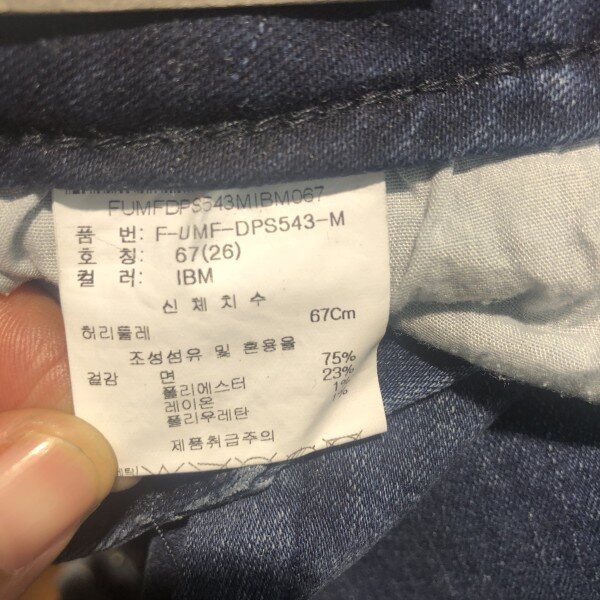 FUMFDPS543MIBM067
품 번: F-UMF-DPS543-M
호 칭: 67(26)
컬 러: IBM
신체치수
허리둘레 67Cm
조성섬유 및 혼용율
겉감 면 75%
폴리에스터 23%
레이온 1%
폴리우레탄 1%
제품취급주의